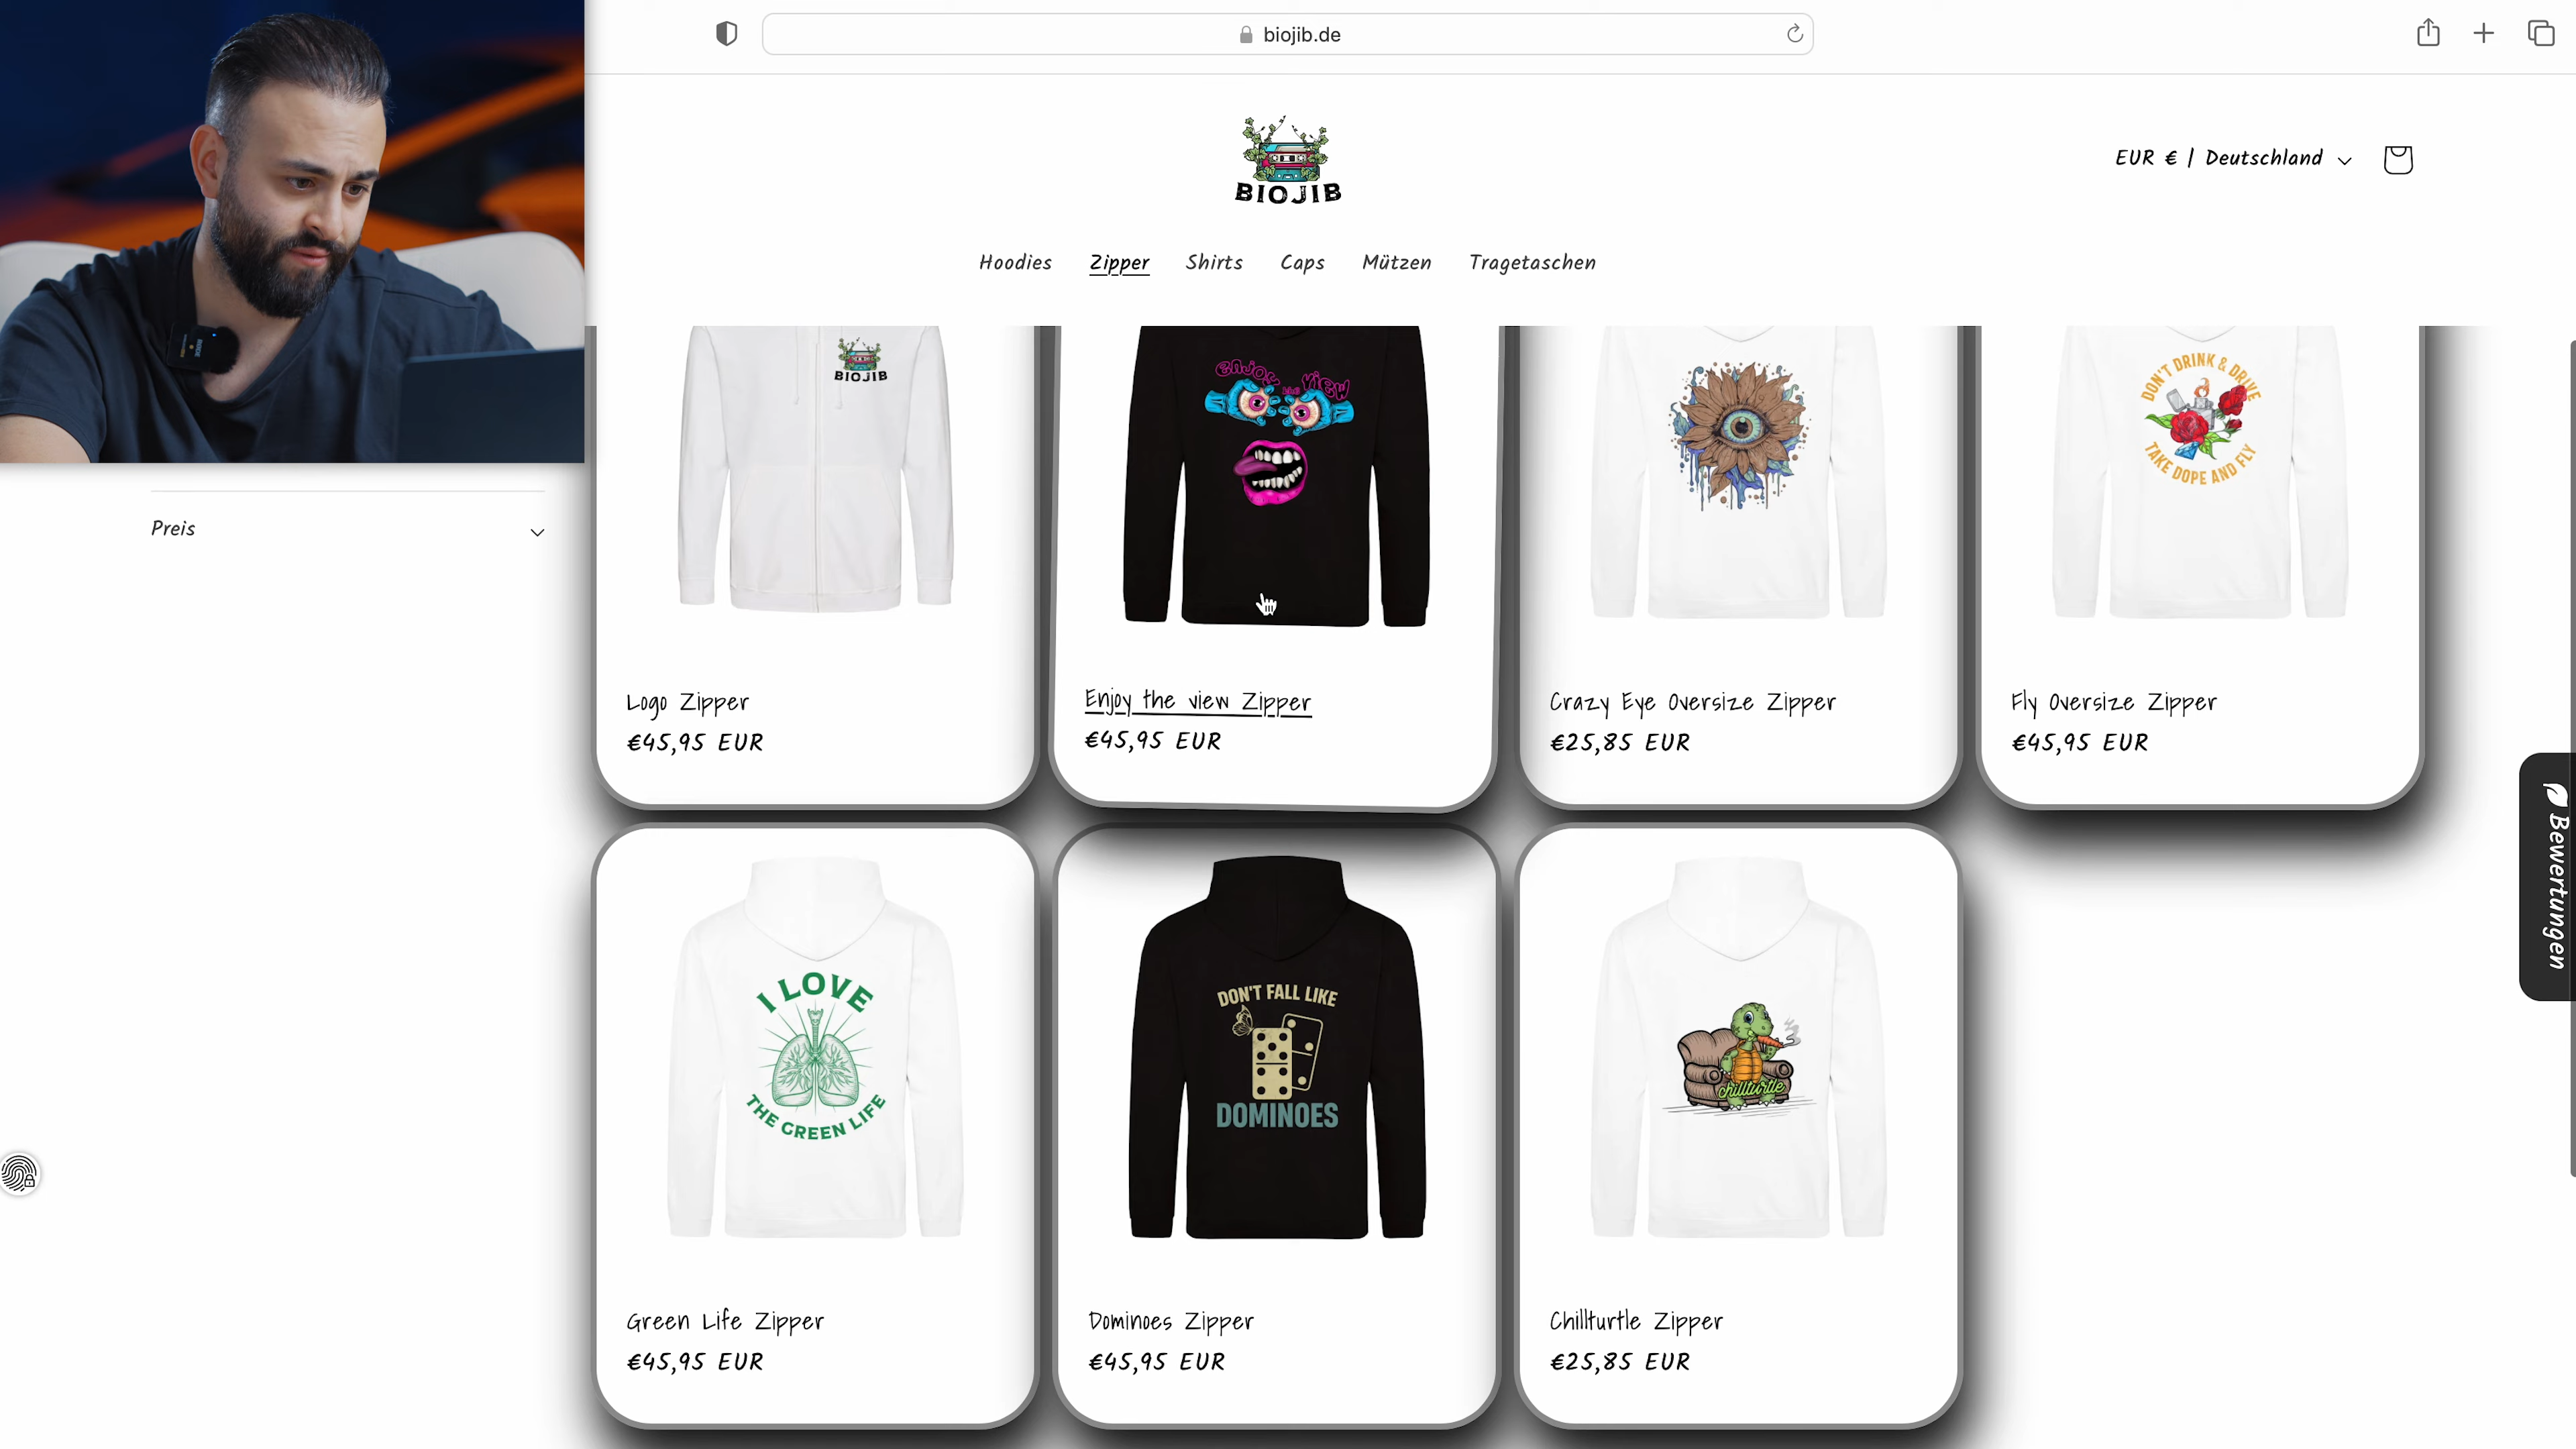 biojib.de
BIOJIB
EUR € | Deutschland
Hoodies Zipper Shirts Caps Mützen Tragetaschen
Preis
BIOJIB
enjoy the view
DON'T DRINK & DRIVE
TAKE DOPE AND FLY
Logo Zipper
€45,95 EUR
Enjoy the view Zipper
€45,95 EUR
Crazy Eye Oversize Zipper
€25,85 EUR
Fly Oversize Zipper
€45,95 EUR
Bewertungen
I LOVE
THE GREEN LIFE
DON'T FALL LIKE
DOMINOES
chillturtle
Green Life Zipper
€45,95 EUR
Dominoes Zipper
€45,95 EUR
Chillturtle Zipper
€25,85 EUR